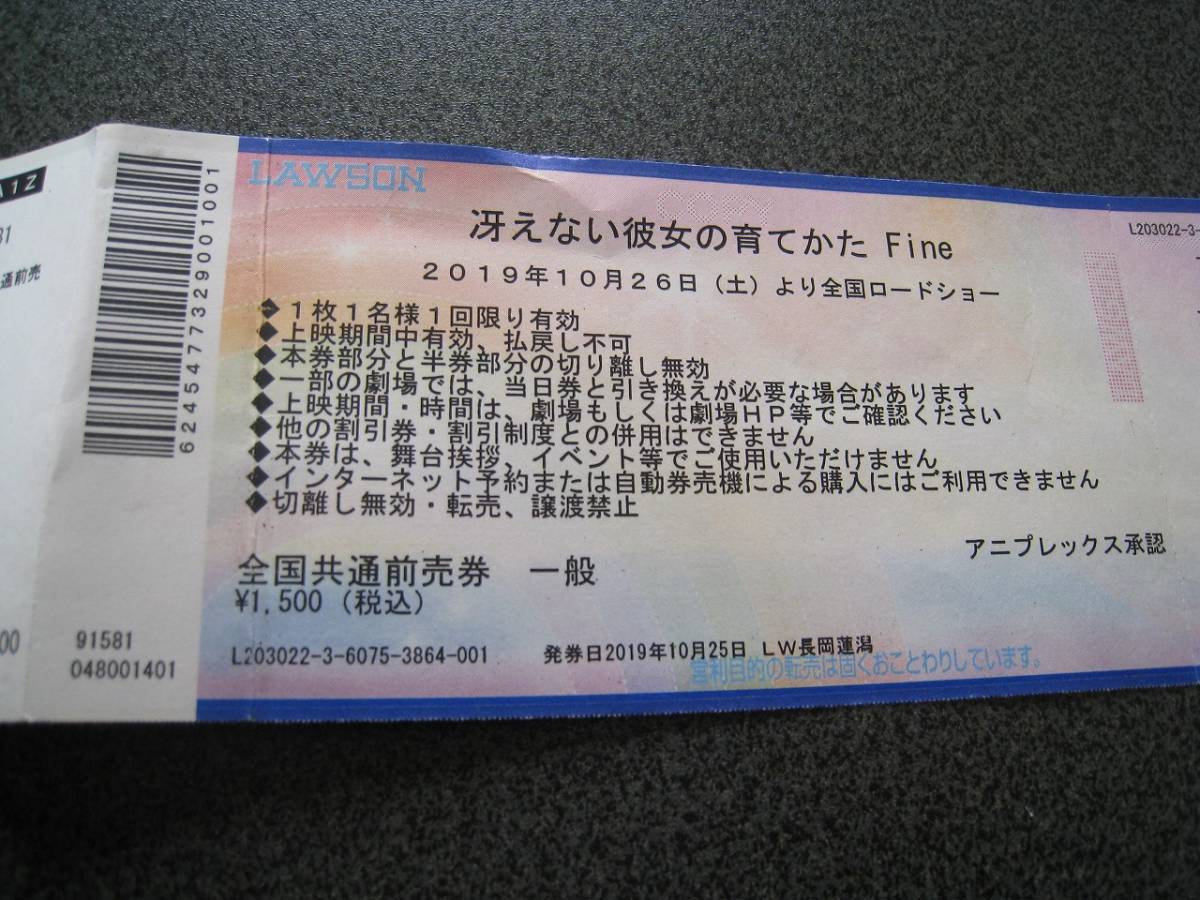 A1Z
81
通前売
00
62454773290010​01
91581
048001401
LAWSON
L203022-3-
冴えない彼女の育てかた Fine
2019年10月26日（土）より全国ロードショー
◆1枚1名様1回限り有効
◆上映期間中有効、払戻し不可
◆本券部分と半券部分の切り離し無効
◆一部の劇場では、当日券と引き換えが必要な場合があります
◆上映期間・時間は、劇場もしくは劇場HP等でご確認ください
◆他の割引券・割引制度との併用はできません
◆本券は、舞台挨拶、イベント等でご使用いただけません
◆インターネット予約または自動券売機による購入にはご利用できません
◆切離し無効・転売、譲渡禁止
アニプレックス承認
全国共通前売券 一般
¥1,500（税込）
L203022-3-6075-3864-001 発券日2019年10月25日 LW長岡蓮潟
営利目的の転売は固くおことわりしています。